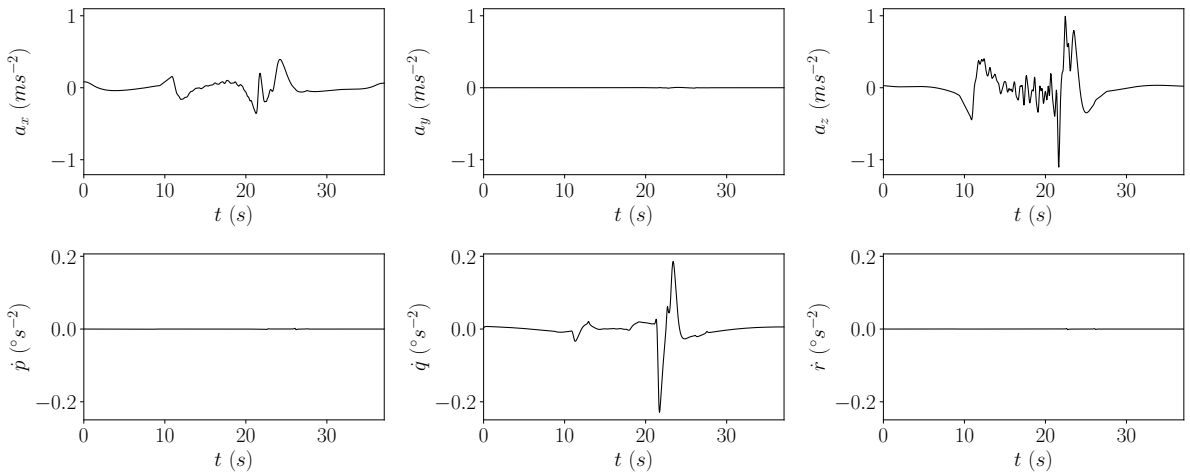 1
0
−1
a_x (ms^{−2})
0 10 20 30
t (s)
1
0
−1
a_y (ms^{−2})
0 10 20 30
t (s)
1
0
−1
a_z (ms^{−2})
0 10 20 30
t (s)
0.2
0.0
−0.2
ṗ (°s^{−2})
0 10 20 30
t (s)
0.2
0.0
−0.2
q̇ (°s^{−2})
0 10 20 30
t (s)
0.2
0.0
−0.2
ṙ (°s^{−2})
0 10 20 30
t (s)